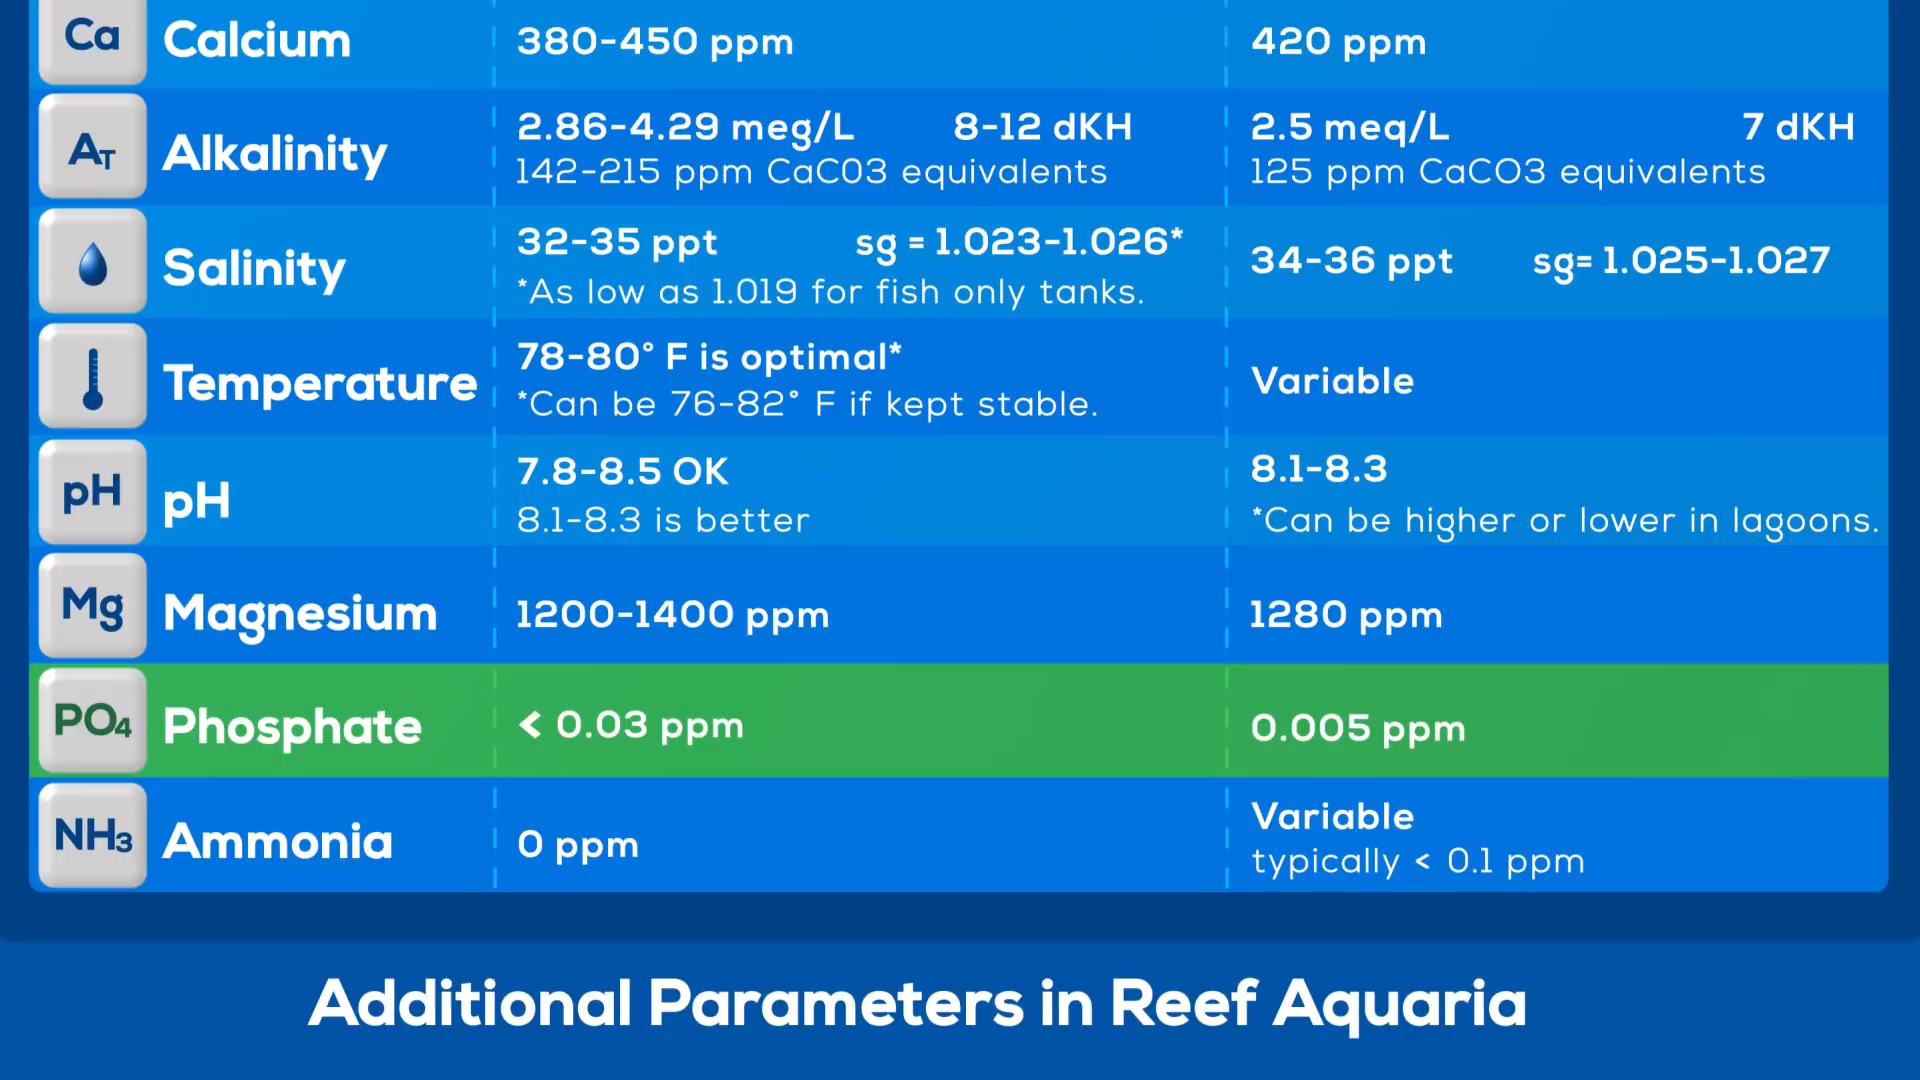 Ca Calcium 380-450 ppm 420 ppm
AT Alkalinity 2.86-4.29 meg/L 8-12 dKH 2.5 meq/L 7 dKH
142-215 ppm CaC03 equivalents 125 ppm CaCO3 equivalents
Salinity 32-35 ppt sg = 1.023-1.026* 34-36 ppt sg= 1.025-1.027
*As low as 1.019 for fish only tanks.
Temperature 78-80° F is optimal* Variable
*Can be 76-82° F if kept stable.
pH pH 7.8-8.5 OK 8.1-8.3
8.1-8.3 is better *Can be higher or lower in lagoons.
Mg Magnesium 1200-1400 ppm 1280 ppm
PO4 Phosphate < 0.03 ppm 0.005 ppm
NH3 Ammonia 0 ppm Variable
typically < 0.1 ppm
Additional Parameters in Reef Aquaria